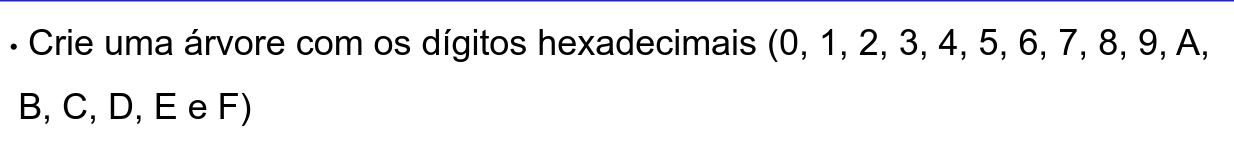 • Crie uma árvore com os dígitos hexadecimais (0, 1, 2, 3, 4, 5, 6, 7, 8, 9, A,
B, C, D, E e F)